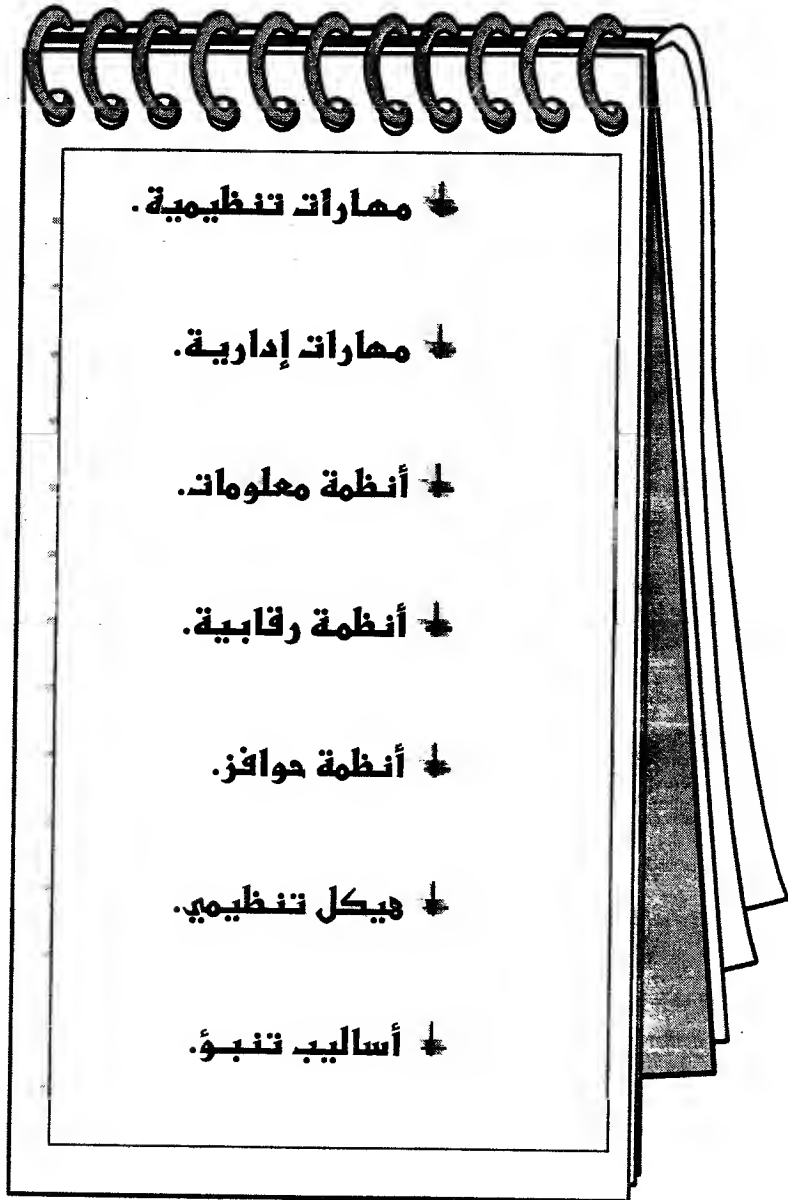 مهارات تنظيمية.
مهارات إدارية.
أنظمة معلومات.
أنظمة رقابية.
أنظمة حوافز.
هيكل تنظيمي.
أساليب تنبؤ.